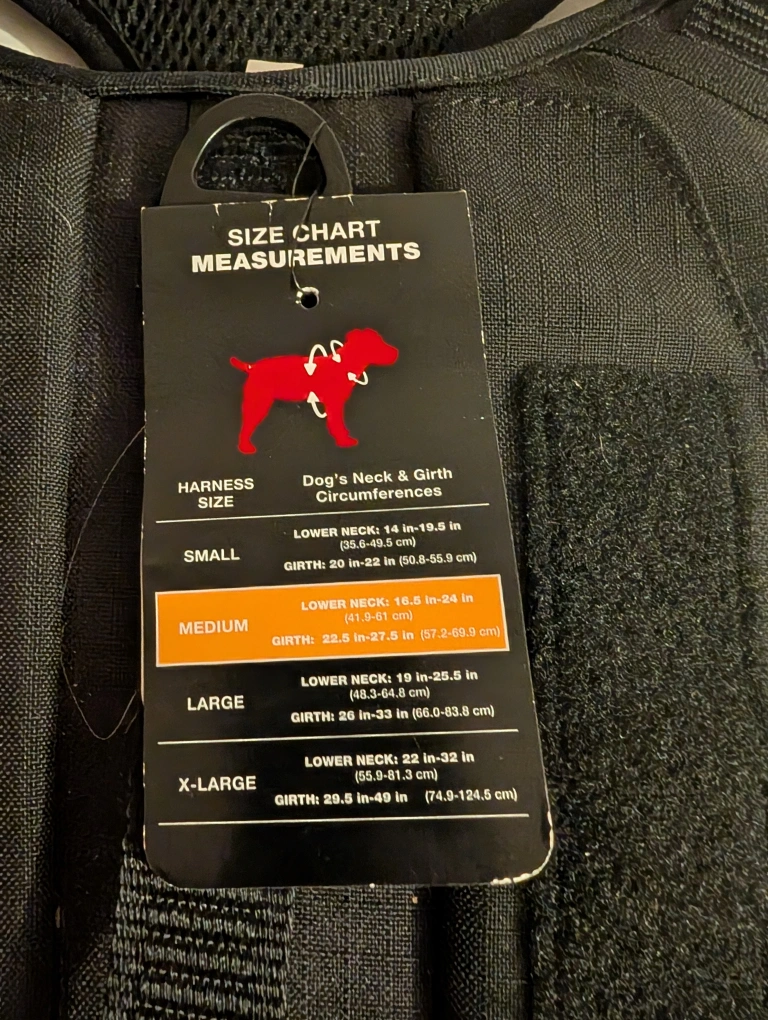 SIZE CHART
MEASUREMENTS
HARNESS
SIZE
Dog's Neck & Girth
Circumferences
SMALL
LOWER NECK: 14 in-19.5 in
(35.6-49.5 cm)
GIRTH: 20 in-22 in (50.8-55.9 cm)
MEDIUM
LOWER NECK: 16.5 in-24 in
(41.9-61 cm)
GIRTH: 22.5 in-27.5 in (57.2-69.9 cm)
LARGE
LOWER NECK: 19 in-25.5 in
(48.3-64.8 cm)
GIRTH: 26 in-33 in (66.0-83.8 cm)
X-LARGE
LOWER NECK: 22 in-32 in
(55.9-81.3 cm)
GIRTH: 29.5 in-49 in (74.9-124.5 cm)